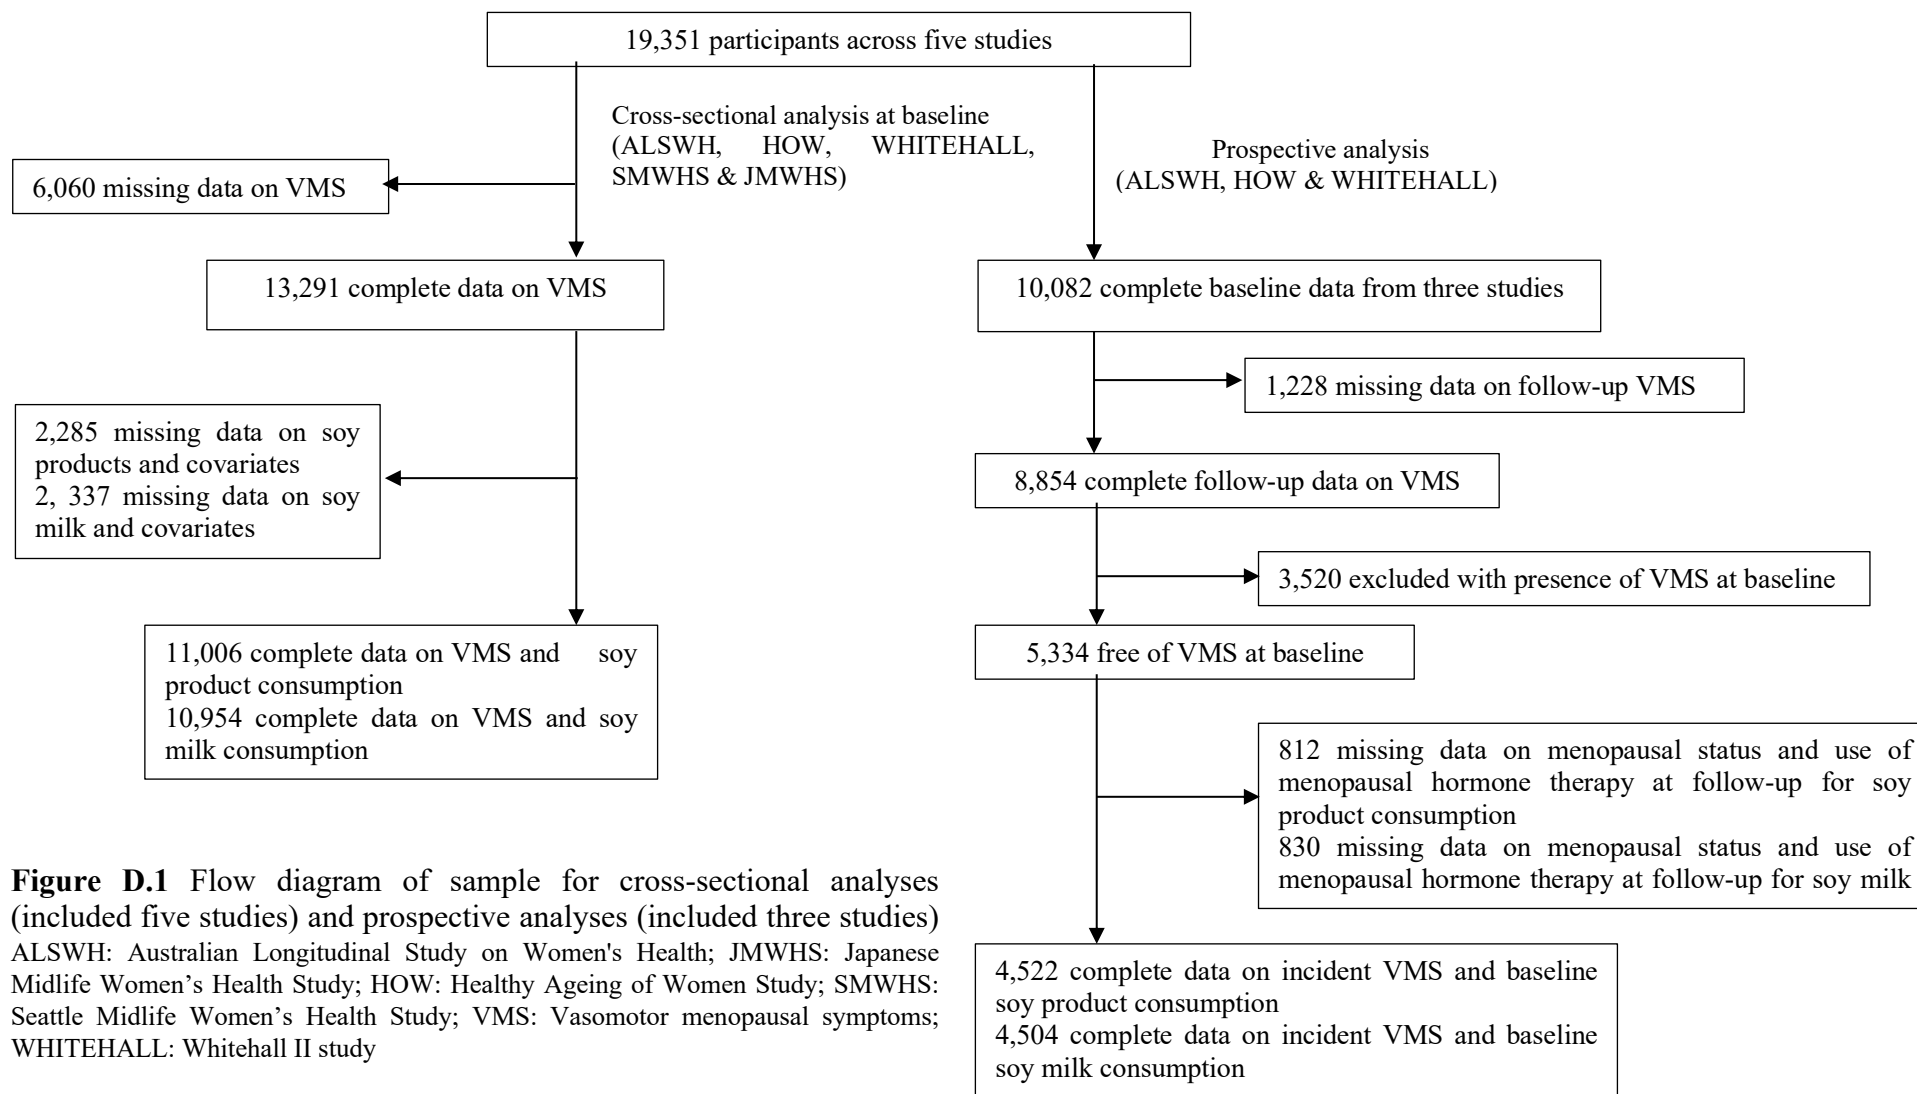 19,351 participants across five studies
Cross-sectional analysis at baseline
(ALSWH, HOW, WHITEHALL,
SMWHS & JMWHS)
Prospective analysis
(ALSWH, HOW & WHITEHALL)
6,060 missing data on VMS
13,291 complete data on VMS
10,082 complete baseline data from three studies
1,228 missing data on follow-up VMS
2,285 missing data on soy
products and covariates
2, 337 missing data on soy
milk and covariates
8,854 complete follow-up data on VMS
3,520 excluded with presence of VMS at baseline
11,006 complete data on VMS and soy
product consumption
10,954 complete data on VMS and soy
milk consumption
5,334 free of VMS at baseline
812 missing data on menopausal status and use of
menopausal hormone therapy at follow-up for soy
product consumption
830 missing data on menopausal status and use of
menopausal hormone therapy at follow-up for soy milk
4,522 complete data on incident VMS and baseline
soy product consumption
4,504 complete data on incident VMS and baseline
soy milk consumption
Figure D.1 Flow diagram of sample for cross-sectional analyses
(included five studies) and prospective analyses (included three studies)
ALSWH: Australian Longitudinal Study on Women's Health; JMWHS: Japanese
Midlife Women’s Health Study; HOW: Healthy Ageing of Women Study; SMWHS:
Seattle Midlife Women’s Health Study; VMS: Vasomotor menopausal symptoms;
WHITEHALL: Whitehall II study